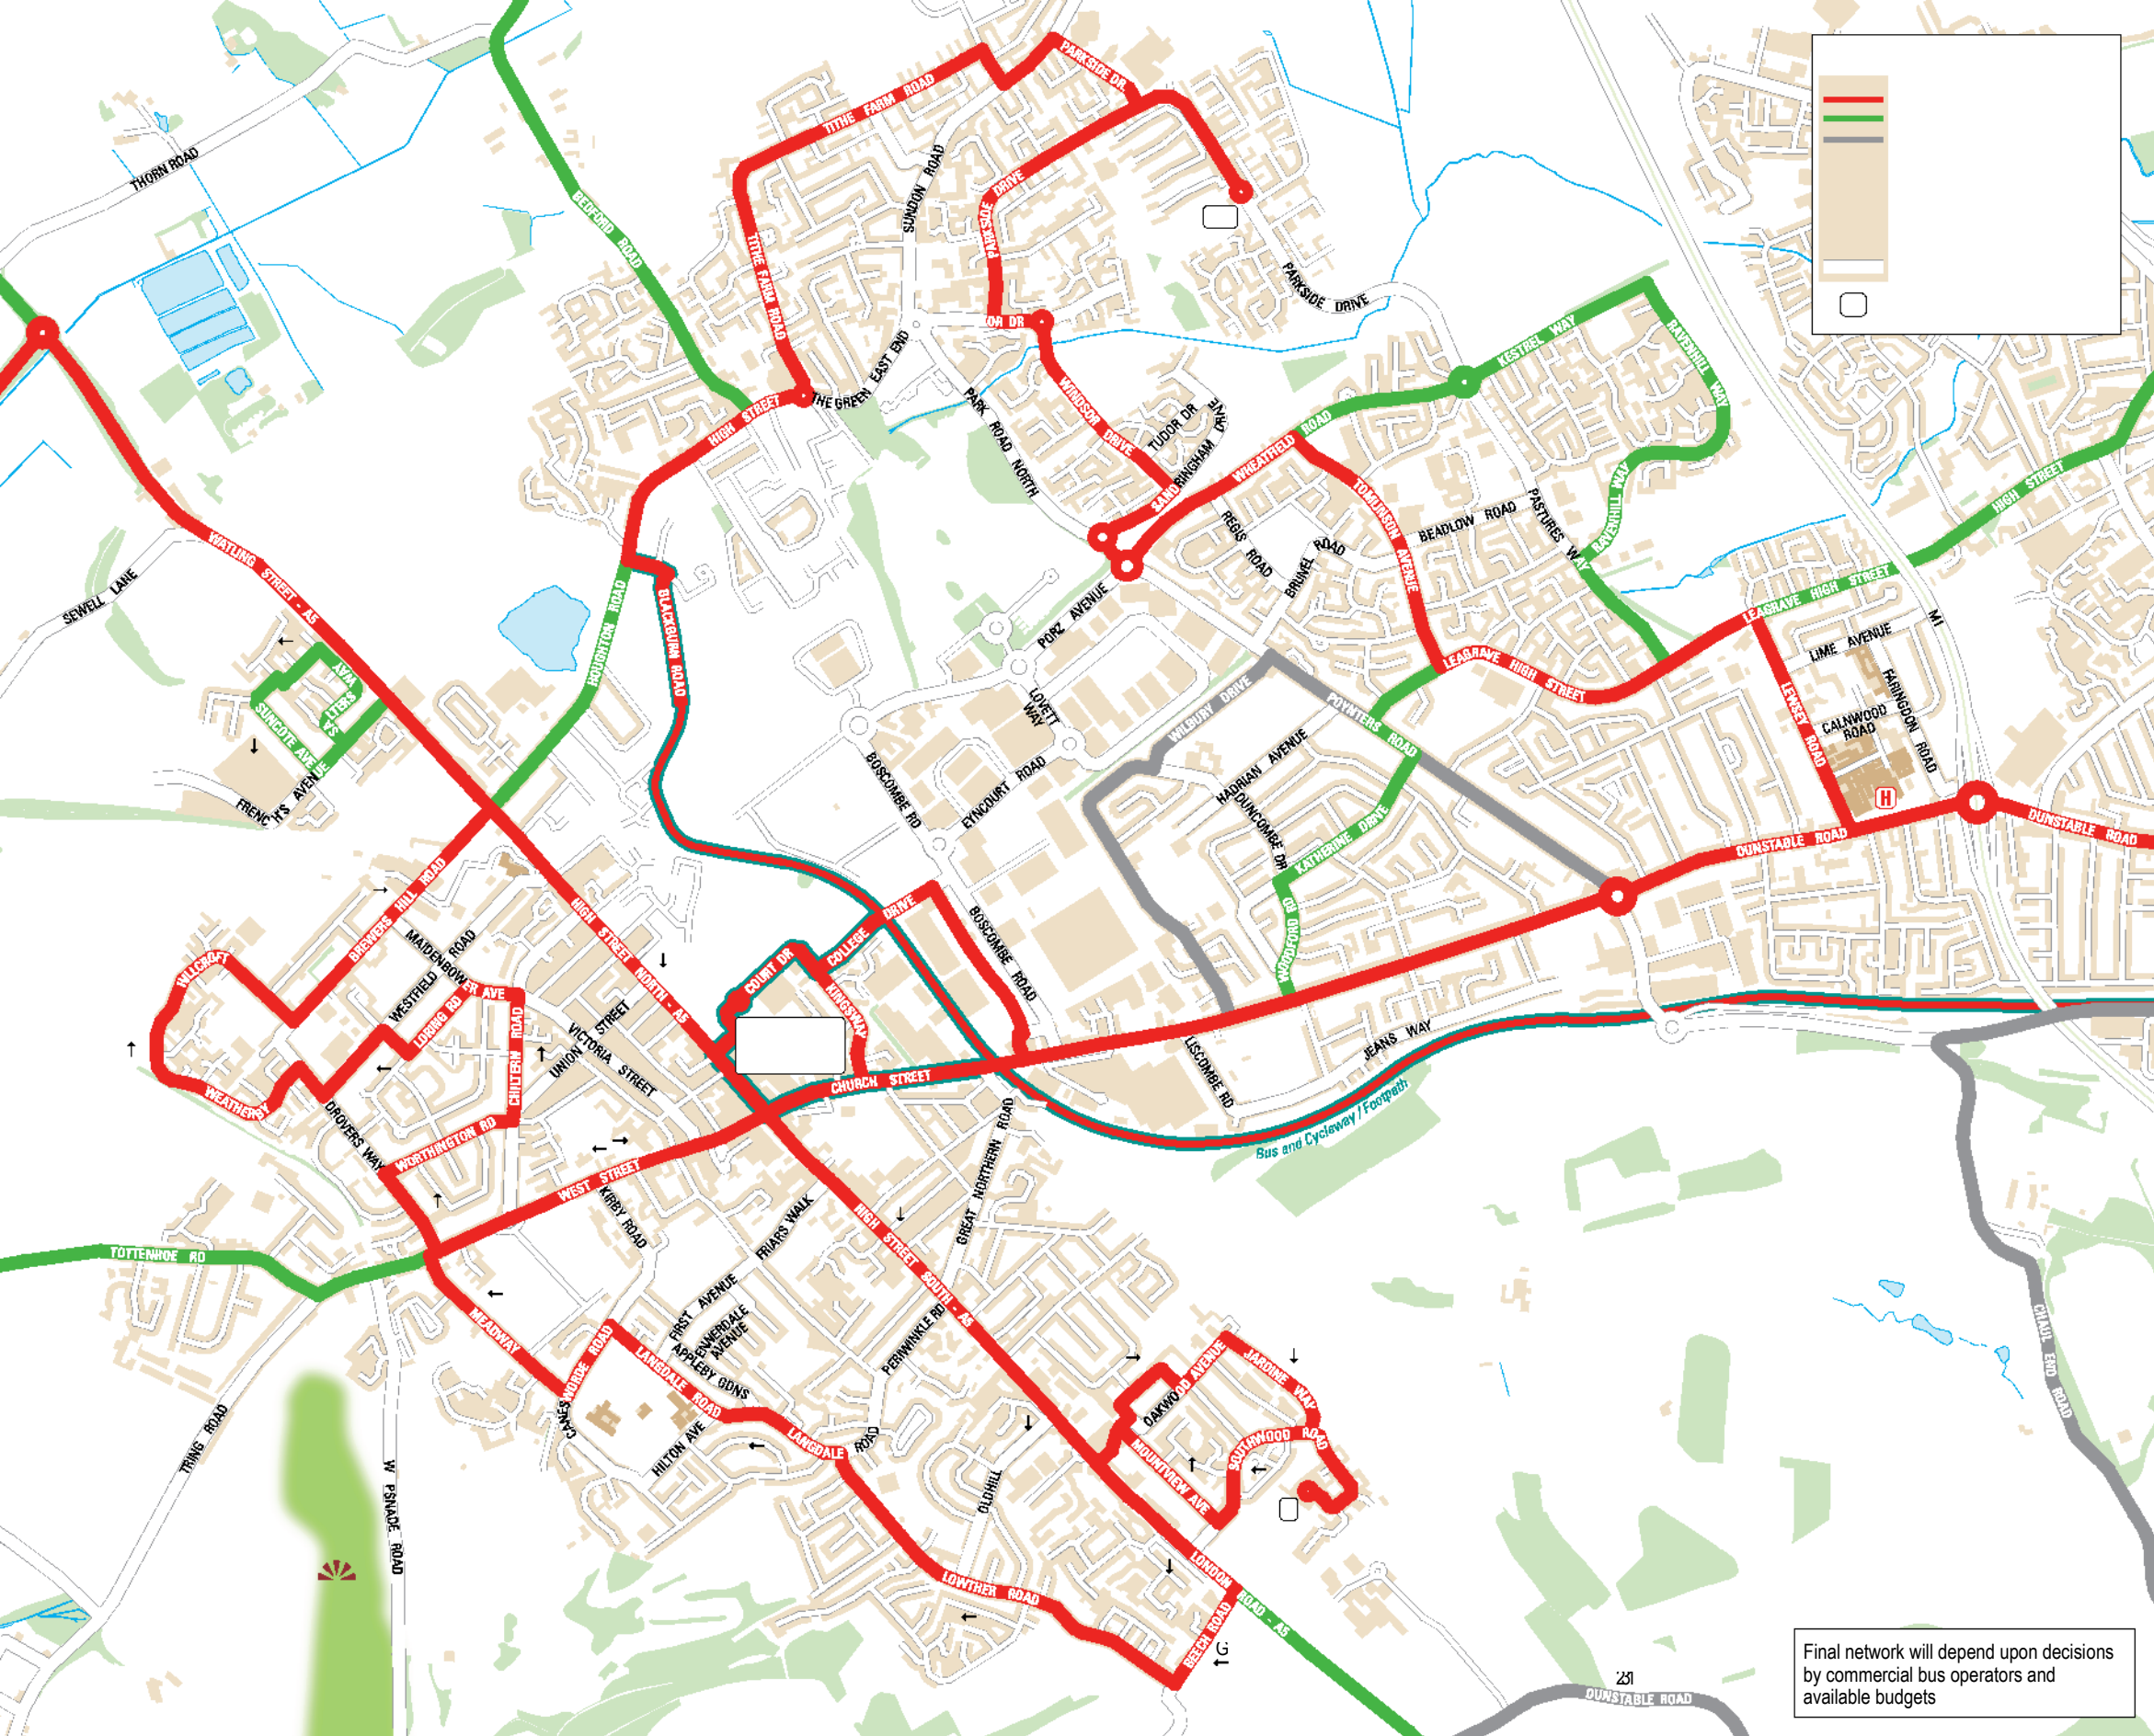 THORN ROAD
BEDFORD ROAD
TITHE FARM ROAD
PARKSIDE DR.
SUNDON ROAD
TITHE FARM ROAD
PARKSIDE DRIVE
PARKSIDE DRIVE
OR DR
THE GREEN
EAST END
HIGH STREET
PARK ROAD NORTH
WINDSOR DRIVE
TUDOR DR
SANDRINGHAM DRIVE
WHEATFIELD ROAD
KESTREL WAY
RAVENHILL WAY
RAVENHILL WAY
PASTURES WAY
BEADLOW ROAD
TOMLINSON AVENUE
REGIS ROAD
BRUNEL ROAD
HIGH STREET
LEAGRAVE HIGH STREET
LEAGRAVE HIGH STREET
M1
LIME AVENUE
FARINGDON ROAD
CALNWOOD
ROAD
LEWSEY ROAD
H
DUNSTABLE ROAD
DUNSTABLE ROAD
WATLING STREET - A5
SEWELL LANE
HOUGHTON ROAD
BLACKBURN ROAD
PORZ AVENUE
LOVETT
WAY
WILBURY DRIVE
POYNTERS ROAD
HADRIAN AVENUE
DUNCOMBE DR
KATHERINE DRIVE
WOODFORD RD
BOSCOMBE RD
EYNCOURT ROAD
BOSCOMBE ROAD
WAY
LTERS
SUNCOTE AVENUE
FRENCH'S AVEN
BREWERS HILL ROAD
HIGH STREET NORTH - A5
MAIDENBOWER AVE
WESTFIELD ROAD
LORING RD
CHILTERN ROAD
WILLCROFT
WEATHERBY
DROVERS WAY
WORTHINGTON RD
UNION STREET
VICTORIA STREET
COURT DR
COLLEGE DRIVE
KINGSWAY
CHURCH STREET
LISCOMBE RD
JEANS WAY
Bus and Cycleway / Footpath
WEST STREET
KIRBY ROAD
FRIARS WALK
GREAT NORTHERN ROAD
HIGH STREET SOUTH - A5
TOTTENHOE RD
MEADWAY
FIRST AVENUE
ENNERDALE
AVENUE
APPLEBY GDNS
PERIWINKLE RD
CANESWORDE ROAD
LANGDALE ROAD
HILTON AVE
LANGDALE ROAD
OLDHILL
OAKWOOD AVENUE
JARDINE WAY
SOUTHWOOD ROAD
MOUNTVIEW AVE
TRING ROAD
W PSNADE ROAD
LOWTHER ROAD
BEECH ROAD
LONDON ROAD - A5
G
CHAUL END ROAD
231
DUNSTABLE ROAD
Final network will depend upon decisions
by commercial bus operators and
available budgets